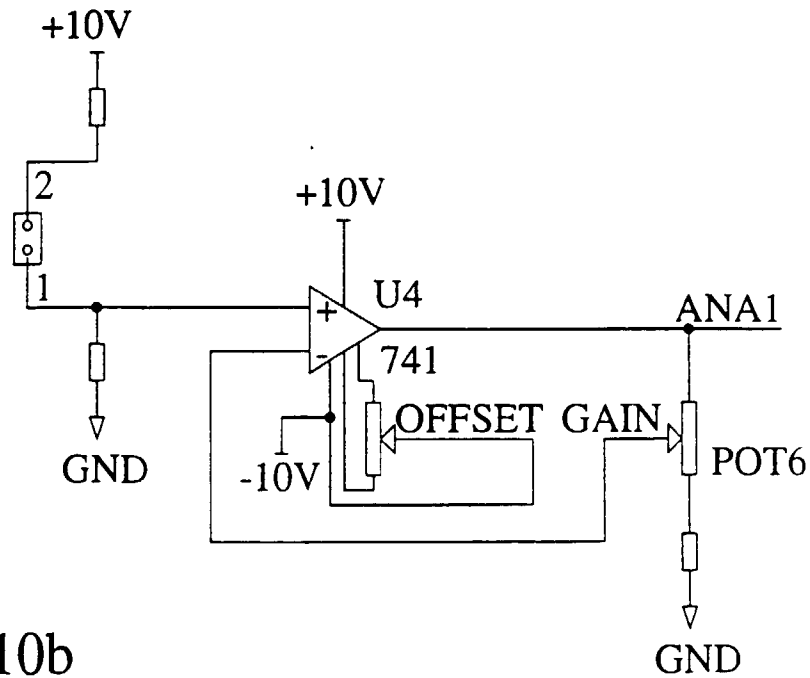 +10V
2
+10V
1
U4
ANA1
+
-
741
OFFSET GAIN
POT6
GND
-10V
10b
GND